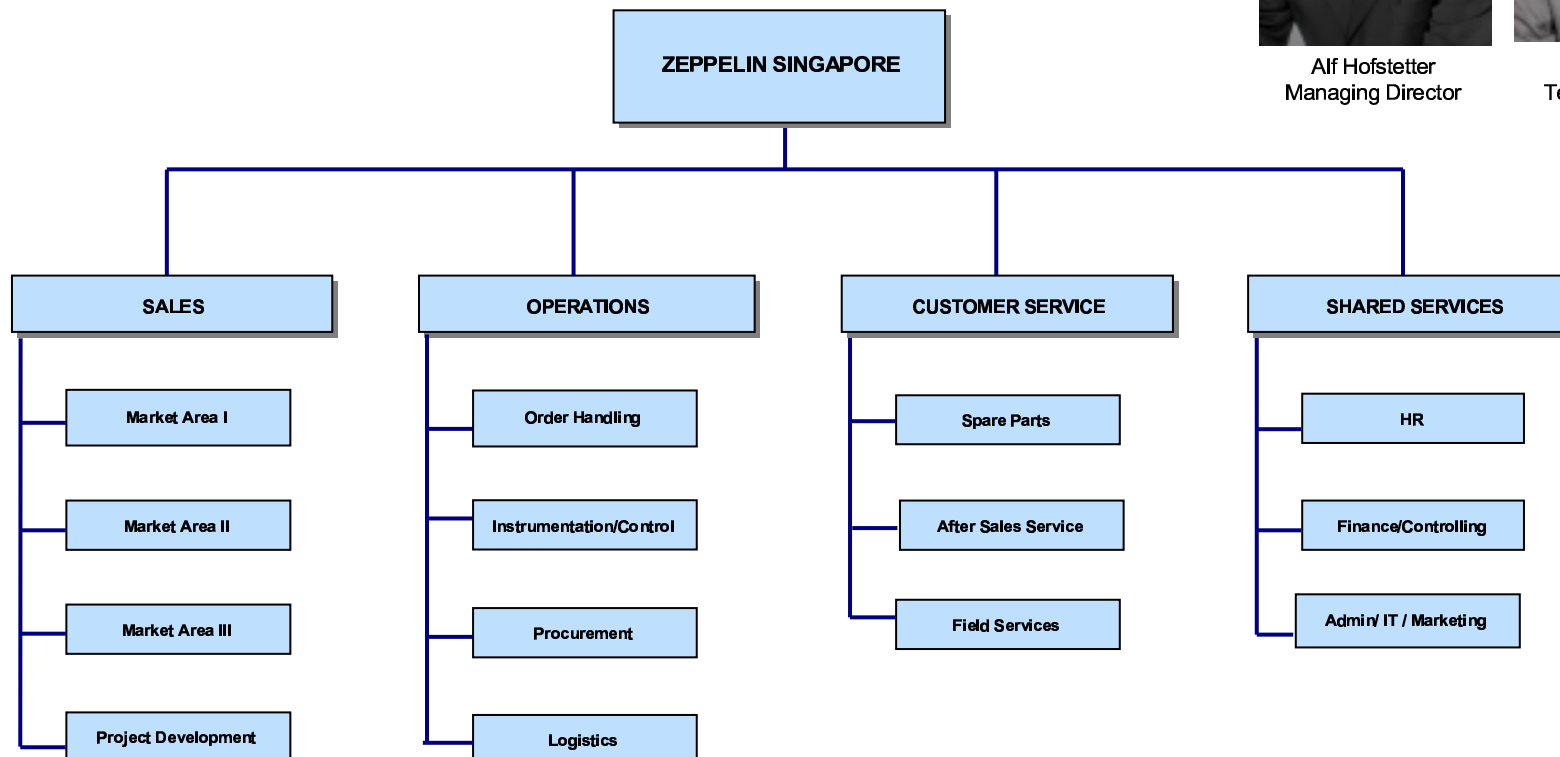 ZEPPELIN SINGAPORE
Alf Hofstetter
Managing Director
SALES
OPERATIONS
CUSTOMER SERVICE
SHARED SERVICES
Market Area I
Order Handling
Spare Parts
HR
Market Area II
Instrumentation/Control
After Sales Service
Finance/Controlling
Market Area III
Procurement
Field Services
Admin/ IT / Marketing
Project Development
Logistics